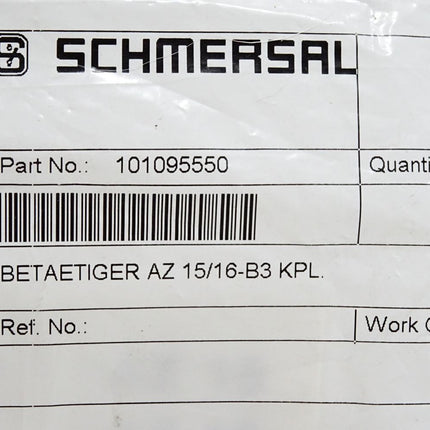 SCHMERSAL
Part No.: 101095550 Quanti
BETAETIGER AZ 15/16-B3 KPL.
Ref. No.: Work